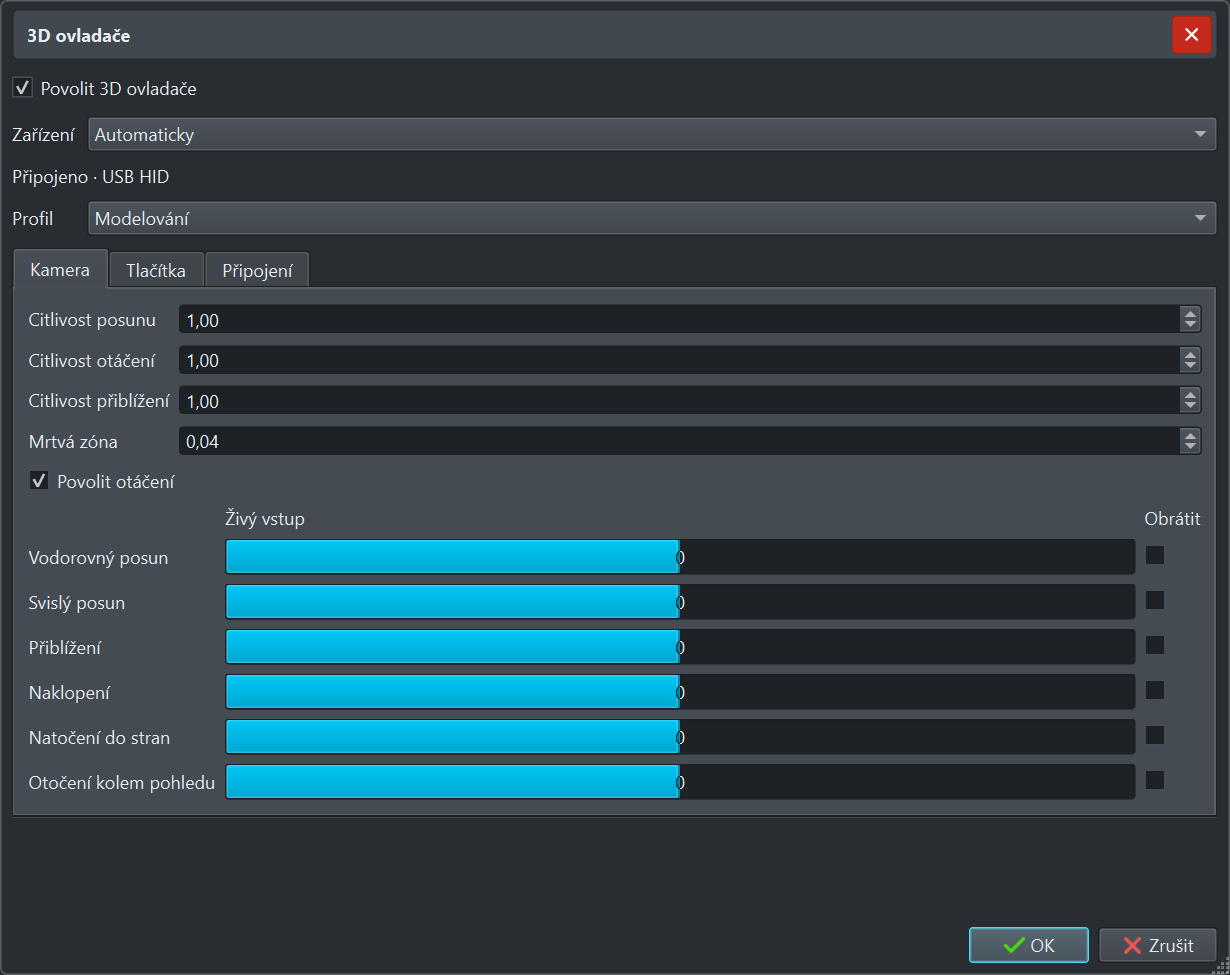 3D ovladače
Povolit 3D ovladače
Zařízení Automaticky
Připojeno · USB HID
Profil Modelování
Kamera Tlačítka Připojení
Citlivost posunu 1,00
Citlivost otáčení 1,00
Citlivost přiblížení 1,00
Mrtvá zóna 0,04
Povolit otáčení
Živý vstup Obrátit
Vodorovný posun 0
Svislý posun 0
Přiblížení 0
Naklopení 0
Natočení do stran 0
Otočení kolem pohledu 0
OK Zrušit